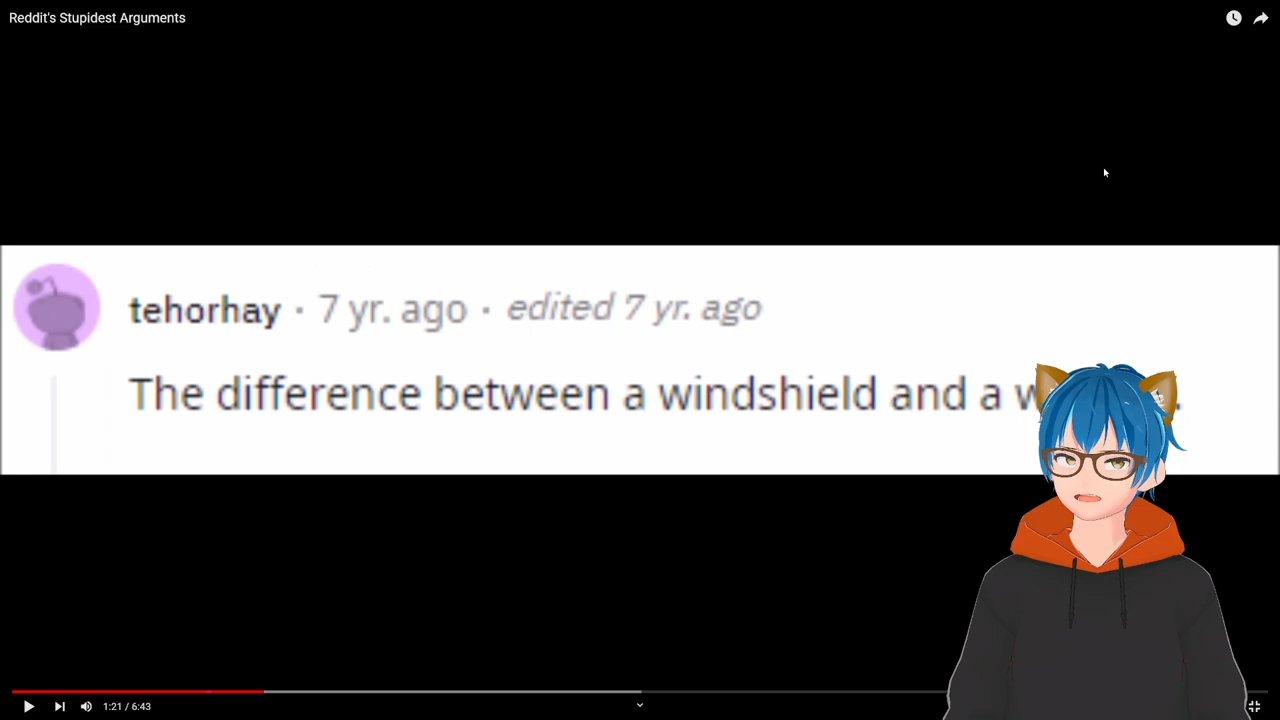 Reddit's Stupidest Arguments
tehorhay · 7 yr. ago · edited 7 yr. ago
The difference between a windshield and a
1:21 / 6:43